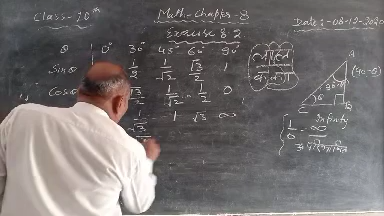 Class-10th
Math-Chapter-8
Date:-08-12-2020
Exercise 8.2
θ 0° 30° 45° 60° 90°
Sinθ 1/2 1/√2 √3/2 1
Cosθ √3/2 1/√2 1/2 0
1/√3 1 √3 ∞
A
(90-θ)
90-θ
θ
C
B
Infinity
1/0 = ∞